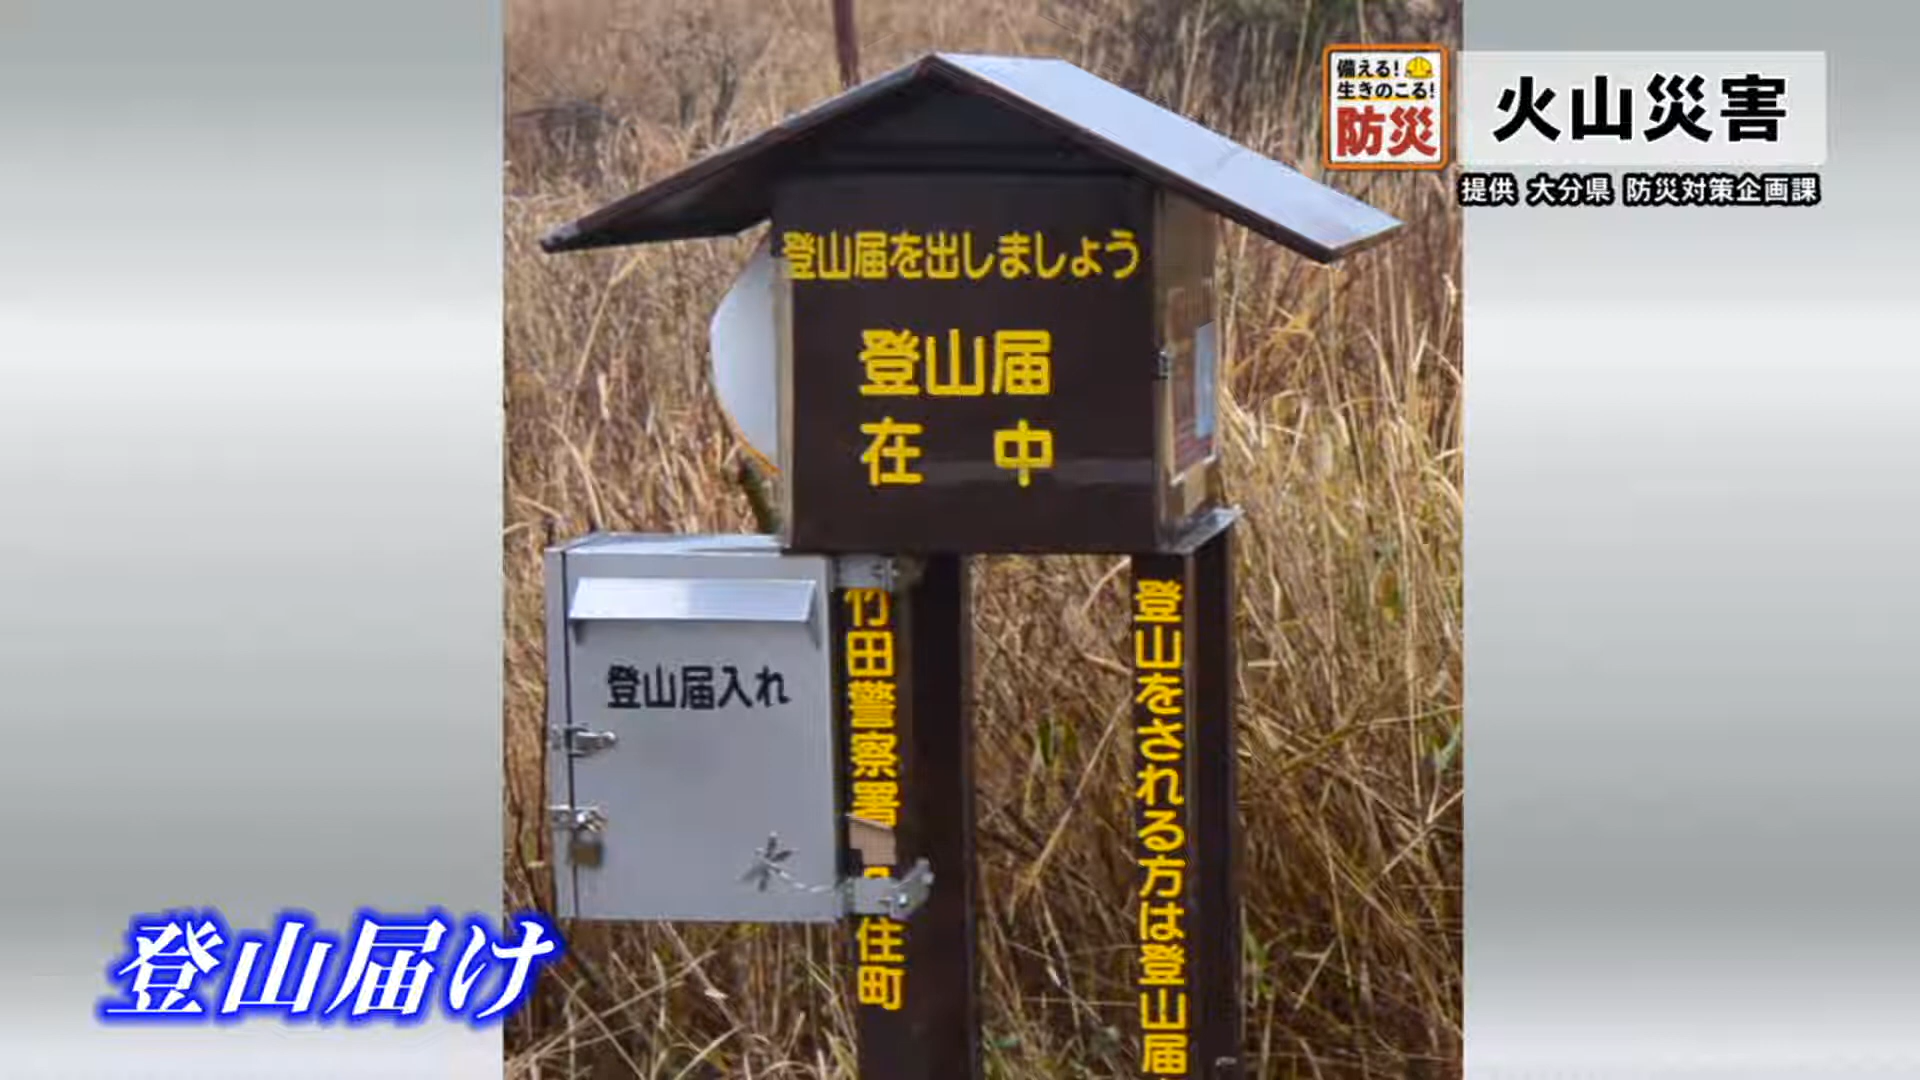 備える!
生きのこる!
防災
火山災害
提供 大分県 防災対策企画課
登山届を出しましょう
登山届
在 中
登山届入れ
竹田警察署
住町
登山をされる方は登山届
登山届け